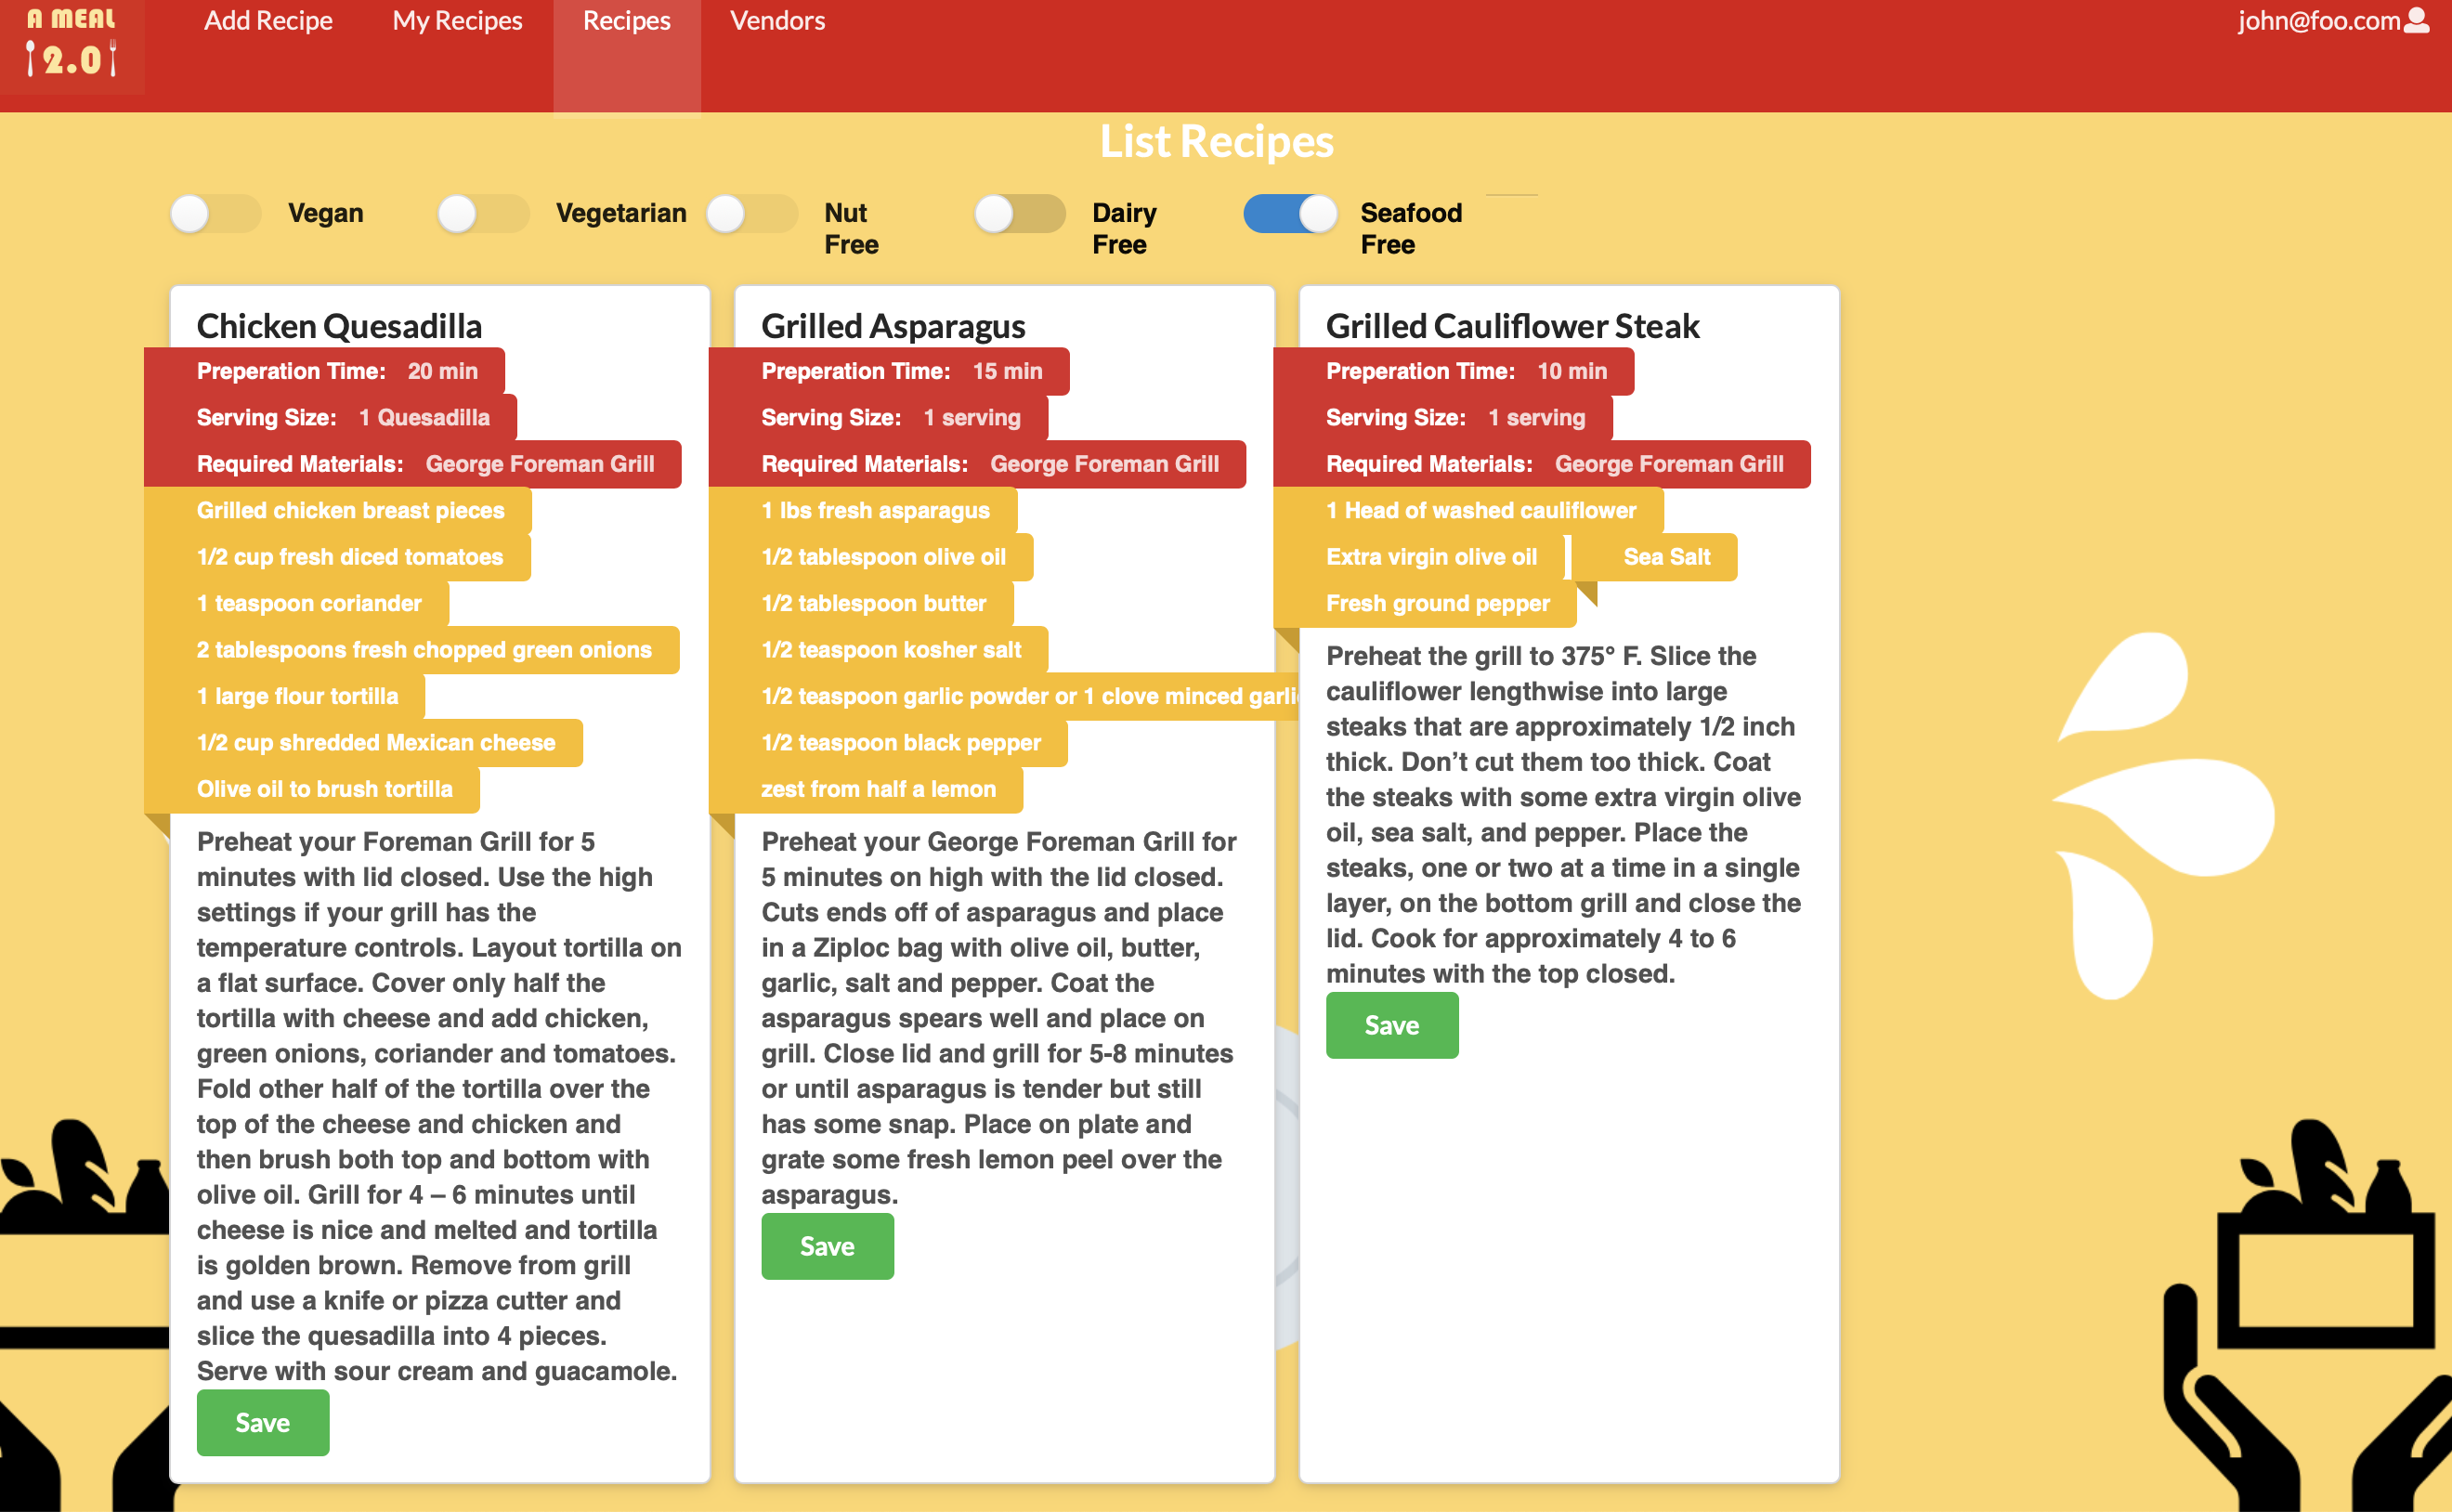 A MEAL
2.0
Add Recipe
My Recipes
Recipes
Vendors
john@foo.com
List Recipes
Vegan
Vegetarian
Nut
Free
Dairy
Free
Seafood
Free
Chicken Quesadilla
Preperation Time: 20 min
Serving Size: 1 Quesadilla
Required Materials: George Foreman Grill
Grilled chicken breast pieces
1/2 cup fresh diced tomatoes
1 teaspoon coriander
2 tablespoons fresh chopped green onions
1 large flour tortilla
1/2 cup shredded Mexican cheese
Olive oil to brush tortilla
Preheat your Foreman Grill for 5
minutes with lid closed. Use the high
settings if your grill has the
temperature controls. Layout tortilla on
a flat surface. Cover only half the
tortilla with cheese and add chicken,
green onions, coriander and tomatoes.
Fold other half of the tortilla over the
top of the cheese and chicken and
then brush both top and bottom with
olive oil. Grill for 4 – 6 minutes until
cheese is nice and melted and tortilla
is golden brown. Remove from grill
and use a knife or pizza cutter and
slice the quesadilla into 4 pieces.
Serve with sour cream and guacamole.
Save
Grilled Asparagus
Preperation Time: 15 min
Serving Size: 1 serving
Required Materials: George Foreman Grill
1 lbs fresh asparagus
1/2 tablespoon olive oil
1/2 tablespoon butter
1/2 teaspoon kosher salt
1/2 teaspoon garlic powder or 1 clove minced garlic
1/2 teaspoon black pepper
zest from half a lemon
Preheat your George Foreman Grill for
5 minutes on high with the lid closed.
Cuts ends off of asparagus and place
in a Ziploc bag with olive oil, butter,
garlic, salt and pepper. Coat the
asparagus spears well and place on
grill. Close lid and grill for 5-8 minutes
or until asparagus is tender but still
has some snap. Place on plate and
grate some fresh lemon peel over the
asparagus.
Save
Grilled Cauliflower Steak
Preperation Time: 10 min
Serving Size: 1 serving
Required Materials: George Foreman Grill
1 Head of washed cauliflower
Extra virgin olive oil Sea Salt
Fresh ground pepper
Preheat the grill to 375° F. Slice the
cauliflower lengthwise into large
steaks that are approximately 1/2 inch
thick. Don’t cut them too thick. Coat
the steaks with some extra virgin olive
oil, sea salt, and pepper. Place the
steaks, one or two at a time in a single
layer, on the bottom grill and close the
lid. Cook for approximately 4 to 6
minutes with the top closed.
Save